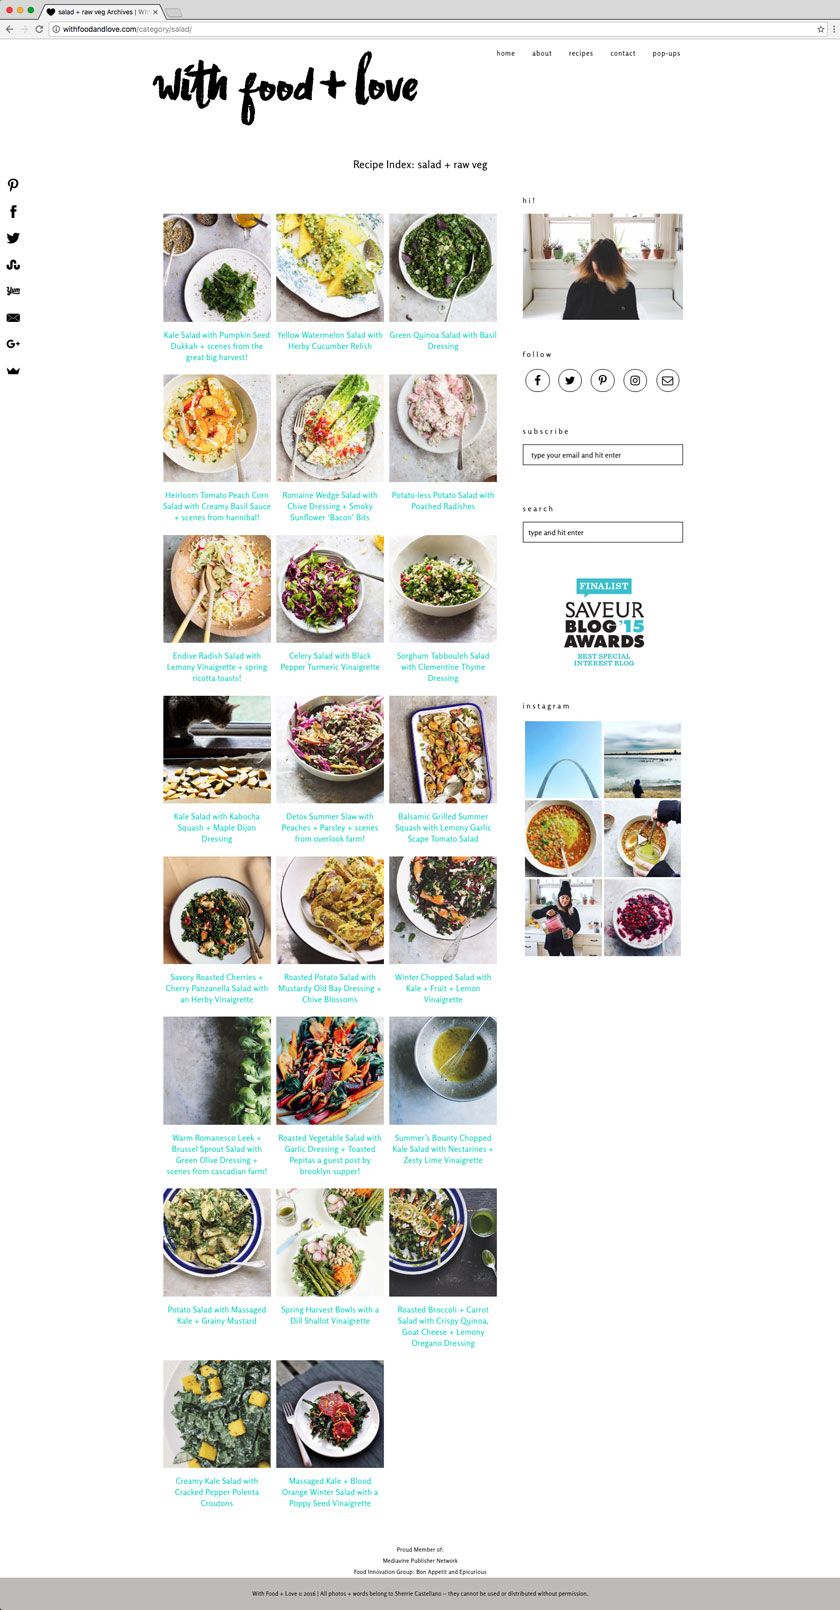 salad + raw veg Archives | Wit
withfoodandlove.com/category/salad/
home about recipes contact pop-ups
with food + love
Recipe Index: salad + raw veg
Kale Salad with Pumpkin Seed
Dukkah + scenes from the
great big harvest!
Yellow Watermelon Salad with
Herby Cucumber Relish
Green Quinoa Salad with Basil
Dressing
Heirloom Tomato Peach Corn
Salad with Creamy Basil Sauce
+ scenes from hannibal!
Romaine Wedge Salad with
Chive Dressing + Smoky
Sunflower ‘Bacon’ Bits
Potato-less Potato Salad with
Poached Radishes
Endive Radish Salad with
Lemony Vinaigrette + spring
ricotta toasts!
Celery Salad with Black
Pepper Turmeric Vinaigrette
Sorghum Tabbouleh Salad
with Clementine Thyme
Dressing
Kale Salad with Kabocha
Squash + Maple Dijon
Dressing
Detox Summer Slaw with
Peaches + Parsley + scenes
from overlook farm!
Balsamic Grilled Summer
Squash with Lemony Garlic
Scape Tomato Salad
Savory Roasted Cherries +
Cherry Panzanella Salad with
an Herby Vinaigrette
Roasted Potato Salad with
Mustardy Old Bay Dressing +
Chive Blossoms
Winter Chopped Salad with
Kale + Fruit + Lemon
Vinaigrette
Warm Romanesco Leek +
Brussel Sprout Salad with
Green Olive Dressing +
scenes from cascadian farm!
Roasted Vegetable Salad with
Garlic Dressing + Toasted
Pepitas a guest post by
brooklyn supper!
Summer’s Bounty Chopped
Kale Salad with Nectarines +
Zesty Lime Vinaigrette
Potato Salad with Massaged
Kale + Grainy Mustard
Spring Harvest Bowls with a
Dill Shallot Vinaigrette
Roasted Broccoli + Carrot
Salad with Crispy Quinoa,
Goat Cheese + Lemony
Oregano Dressing
Creamy Kale Salad with
Cracked Pepper Polenta
Croutons
Massaged Kale + Blood
Orange Winter Salad with a
Poppy Seed Vinaigrette
hi!
follow
subscribe
type your email and hit enter
search
type and hit enter
FINALIST
SAVEUR
BLOG '15
AWARDS
BEST SPECIAL
INTEREST BLOG
instagram
Yum
G+
Proud Member of:
Mediavine Publisher Network
Food Innovation Group: Bon Appetit and Epicurious
With Food + Love © 2016 | All photos + words belong to Sherrie Castellano — they cannot be used or distributed without permission.